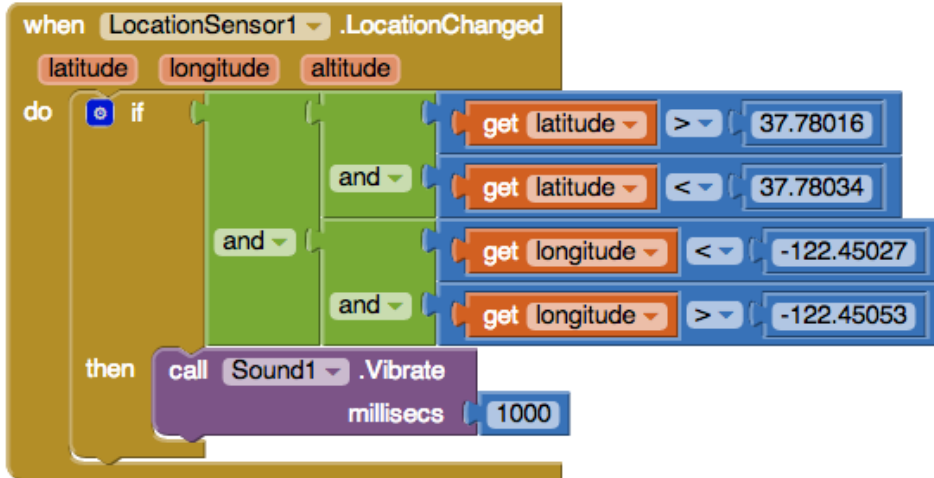 when LocationSensor1 .LocationChanged
latitude longitude altitude
do if get latitude > 37.78016
and get latitude < 37.78034
and get longitude < -122.45027
and get longitude > -122.45053
then call Sound1 .Vibrate
millisecs 1000